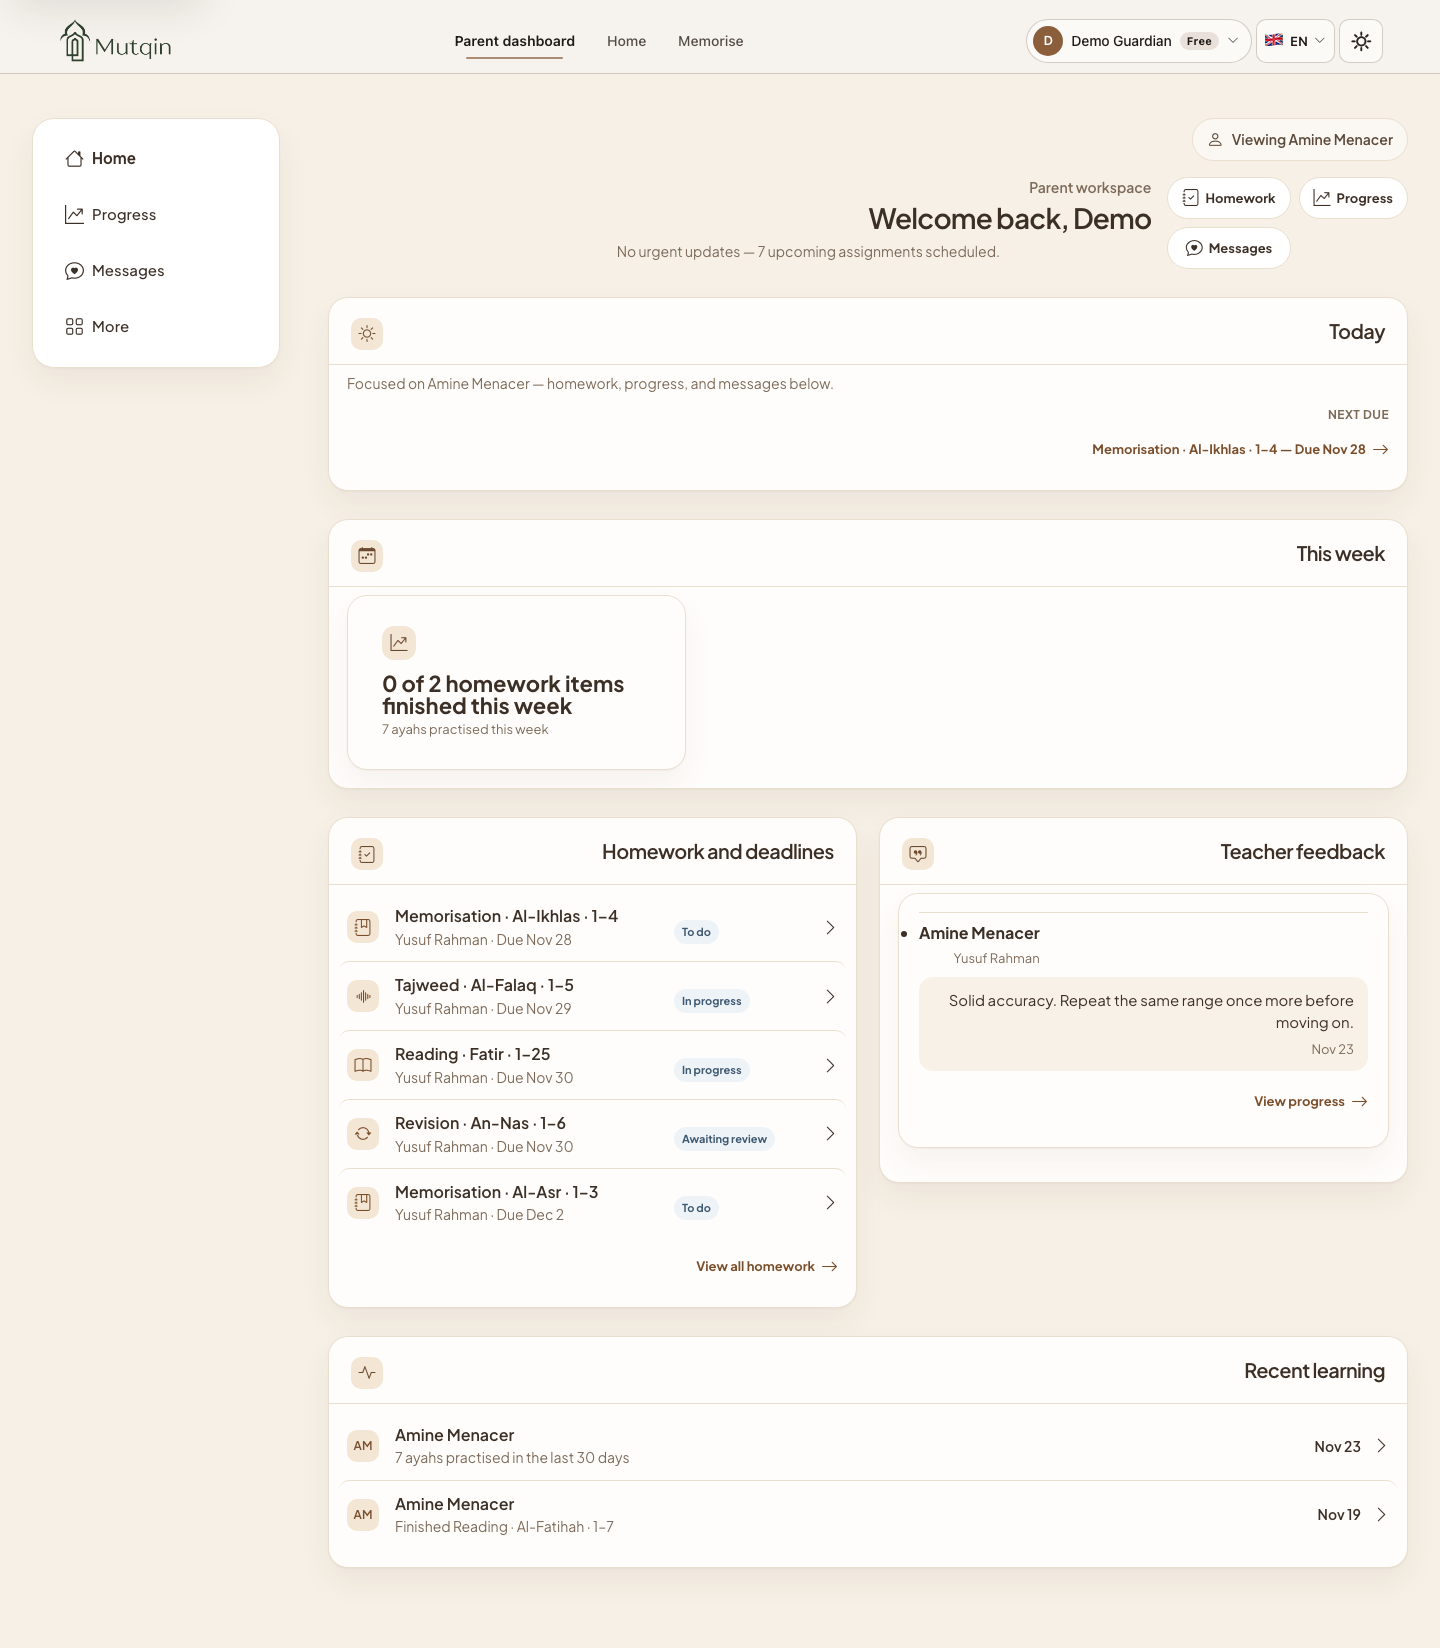 Mutqin
Parent dashboard
Home
Memorise
D
Demo Guardian
Free
EN
Home
Progress
Messages
More
Viewing Amine Menacer
Parent workspace
Welcome back, Demo
No urgent updates — 7 upcoming assignments scheduled.
Homework
Progress
Messages
Today
Focused on Amine Menacer — homework, progress, and messages below.
NEXT DUE
Memorisation · Al-Ikhlas · 1–4 — Due Nov 28
This week
0 of 2 homework items
finished this week
7 ayahs practised this week
Homework and deadlines
Memorisation · Al-Ikhlas · 1–4
Yusuf Rahman · Due Nov 28
To do
Tajweed · Al-Falaq · 1–5
Yusuf Rahman · Due Nov 29
In progress
Reading · Fatir · 1–25
Yusuf Rahman · Due Nov 30
In progress
Revision · An-Nas · 1–6
Yusuf Rahman · Due Nov 30
Awaiting review
Memorisation · Al-Asr · 1–3
Yusuf Rahman · Due Dec 2
To do
View all homework
Teacher feedback
Amine Menacer
Yusuf Rahman
Solid accuracy. Repeat the same range once more before
moving on.
Nov 23
View progress
Recent learning
AM
Amine Menacer
7 ayahs practised in the last 30 days
Nov 23
AM
Amine Menacer
Finished Reading · Al-Fatihah · 1–7
Nov 19